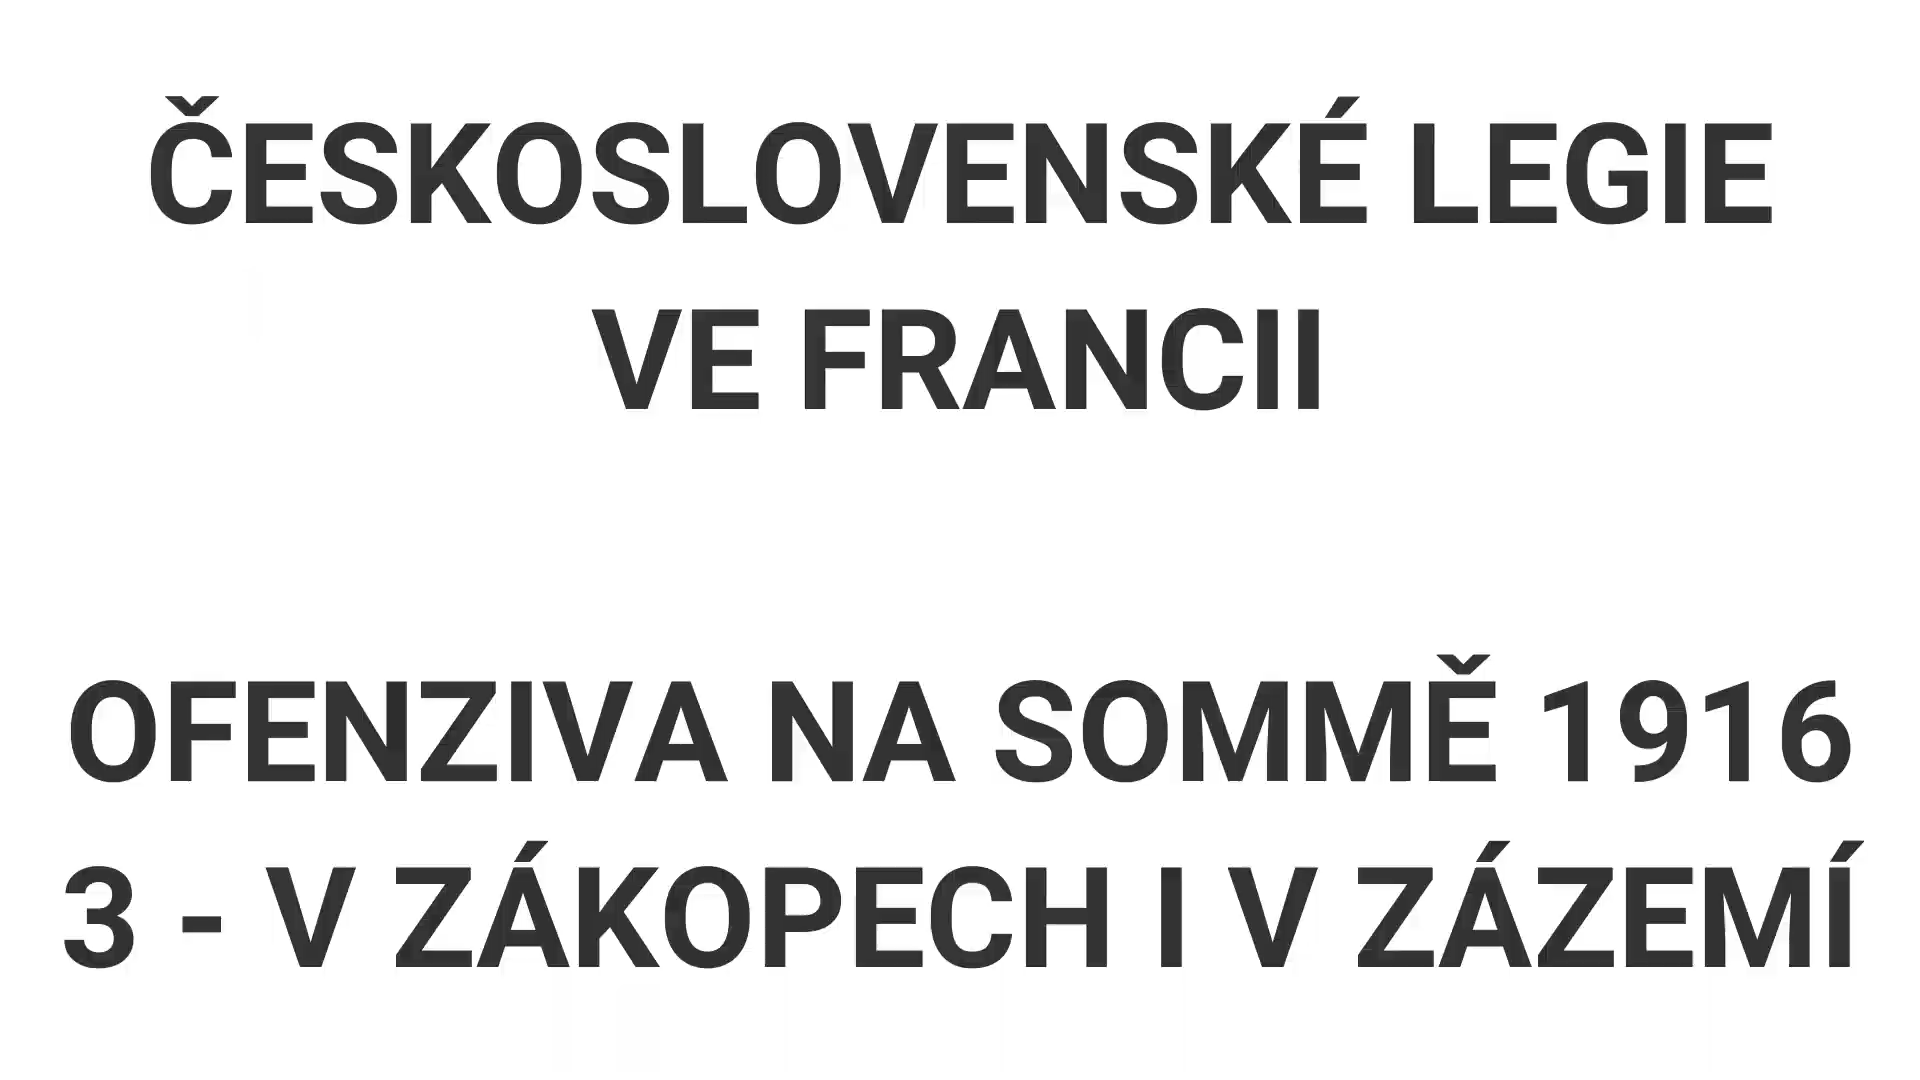 ČESKOSLOVENSKÉ LEGIE
VE FRANCII
OFENZIVA NA SOMMĚ 1916
3 - V ZÁKOPECH I V ZÁZEMÍ